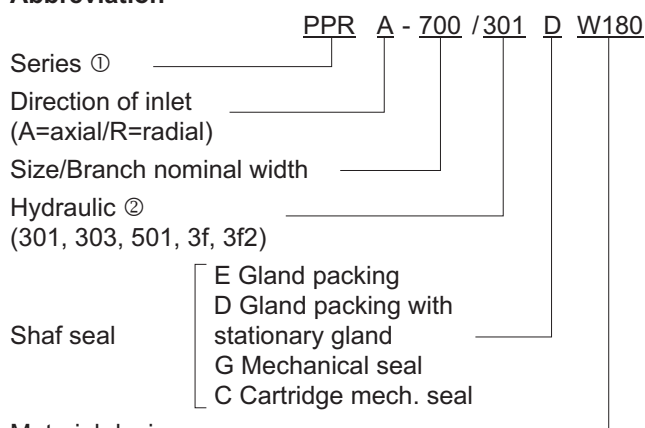 PPR A - 700 / 301 D W180
Series ①
Direction of inlet
(A=axial/R=radial)
Size/Branch nominal width
Hydraulic ②
(301, 303, 501, 3f, 3f2)
E Gland packing
D Gland packing with
Shaf seal stationary gland
G Mechanical seal
C Cartridge mech. seal